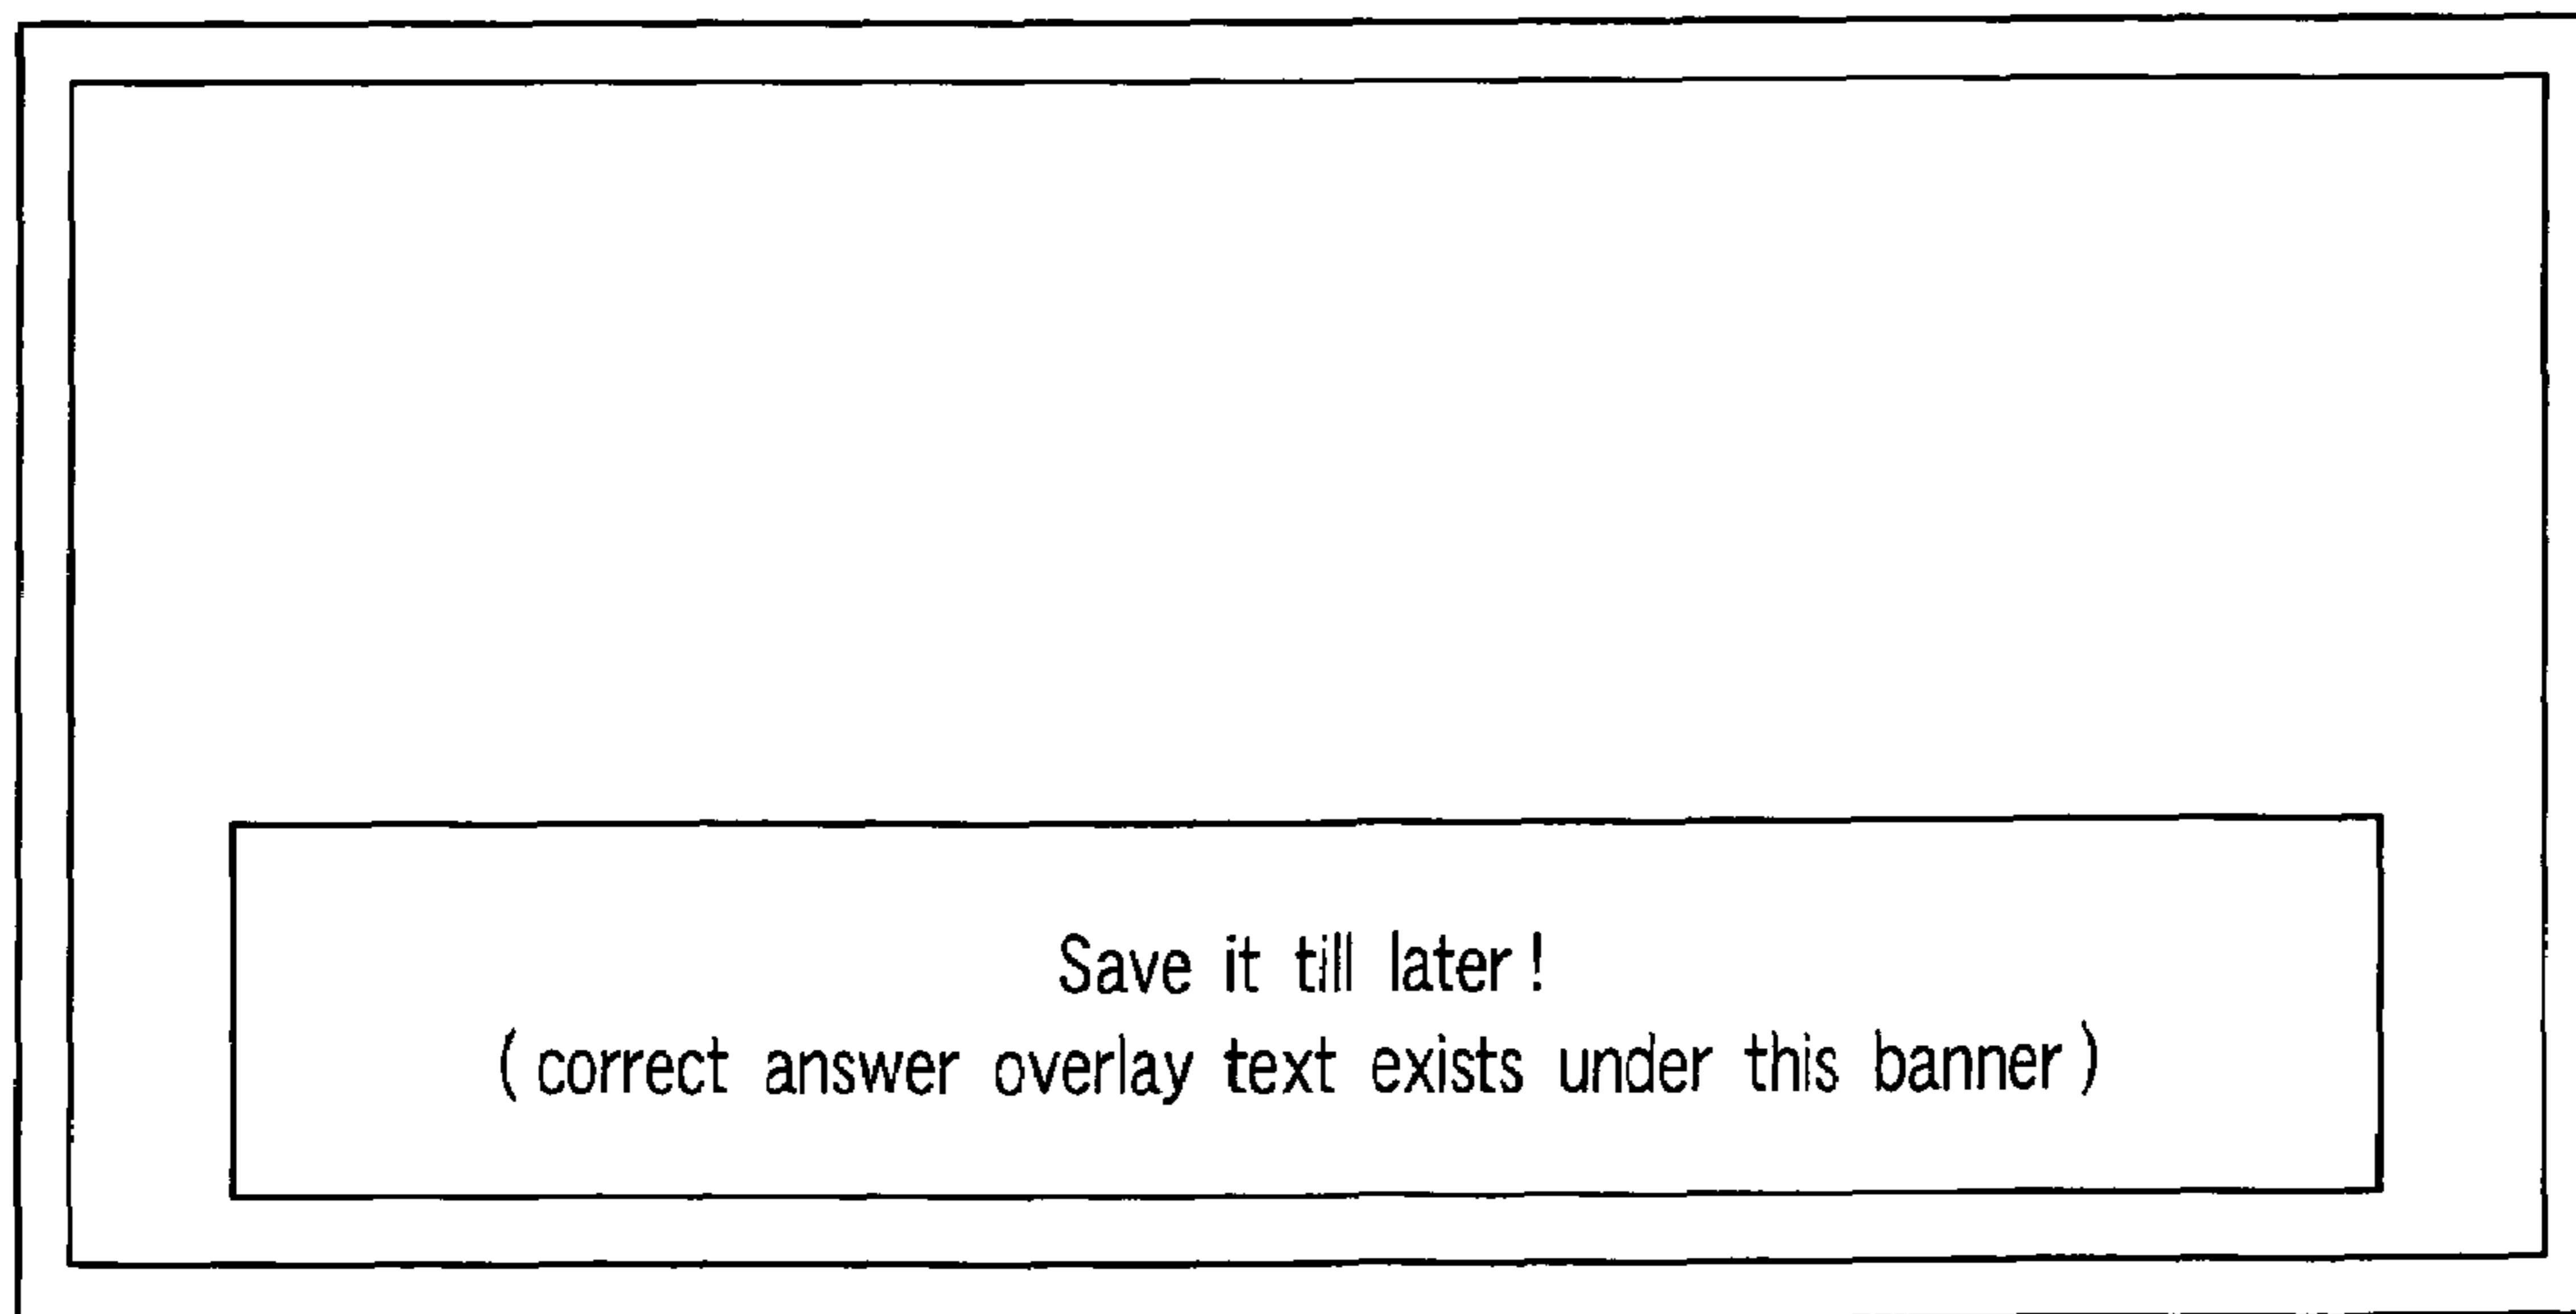 Save it till later!
(correct answer overlay text exists under this banner)